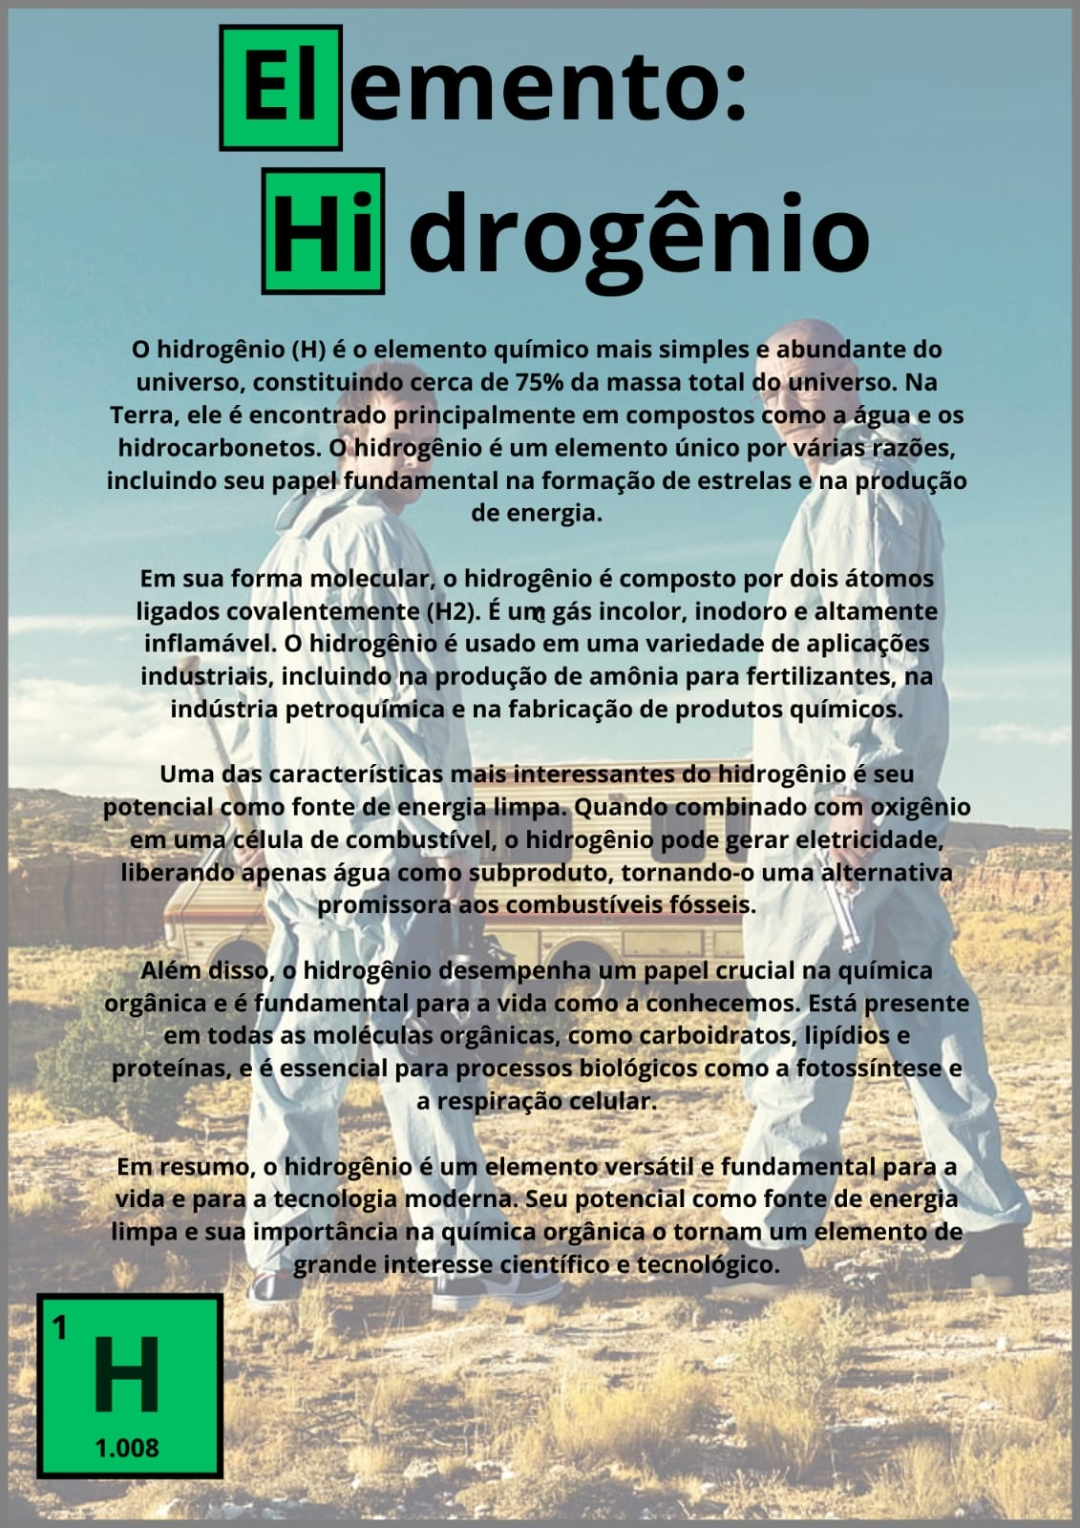 Elemento:
Hi drogênio
O hidrogênio (H) é o elemento químico mais simples e abundante do
universo, constituindo cerca de 75% da massa total do universo. Na
Terra, ele é encontrado principalmente em compostos como a água e os
hidrocarbonetos. O hidrogênio é um elemento único por várias razões,
incluindo seu papel fundamental na formação de estrelas e na produção
de energia.
Em sua forma molecular, o hidrogênio é composto por dois átomos
ligados covalentemente (H2). É um gás incolor, inodoro e altamente
inflamável. O hidrogênio é usado em uma variedade de aplicações
industriais, incluindo na produção de amônia para fertilizantes, na
indústria petroquímica e na fabricação de produtos químicos.
Uma das características mais interessantes do hidrogênio é seu
potencial como fonte de energia limpa. Quando combinado com oxigênio
em uma célula de combustível, o hidrogênio pode gerar eletricidade,
liberando apenas água como subproduto, tornando-o uma alternativa
promissora aos combustíveis fósseis.
Além disso, o hidrogênio desempenha um papel crucial na química
orgânica e é fundamental para a vida como a conhecemos. Está presente
em todas as moléculas orgânicas, como carboidratos, lipídios e
proteínas, e é essencial para processos biológicos como a fotossíntese e
a respiração celular.
Em resumo, o hidrogênio é um elemento versátil e fundamental para a
vida e para a tecnologia moderna. Seu potencial como fonte de energia
limpa e sua importância na química orgânica o tornam um elemento de
grande interesse científico e tecnológico.
1
H
1.008